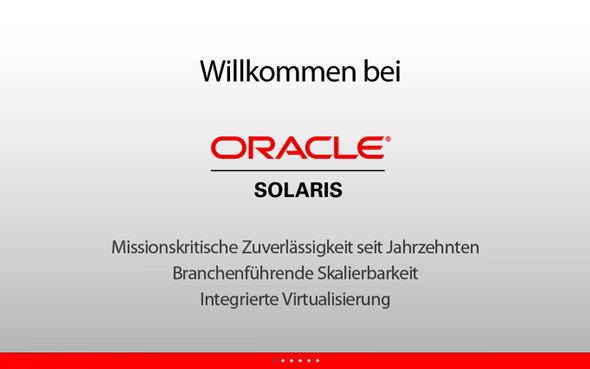 Willkommen bei
ORACLE®
SOLARIS
Missionskritische Zuverlässigkeit seit Jahrzehnten
Branchenführende Skalierbarkeit
Integrierte Virtualisierung